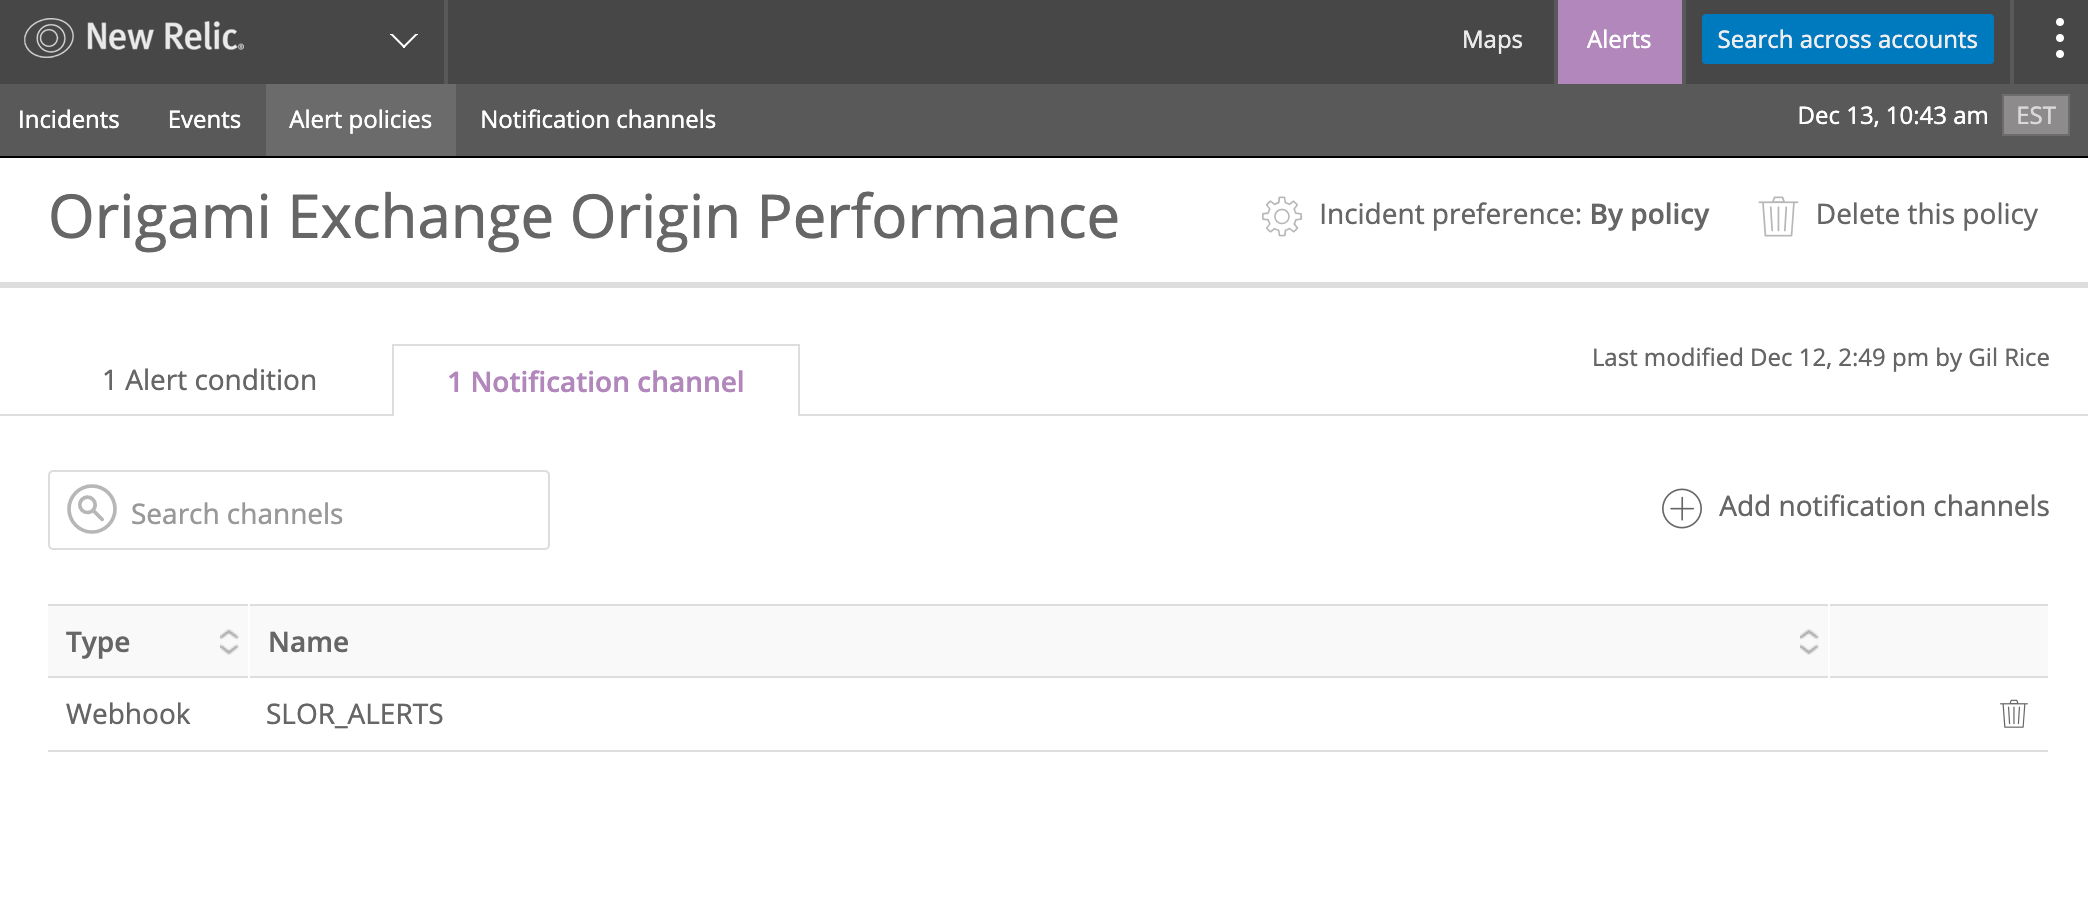 New Relic.
Maps
Alerts
Search across accounts
Incidents
Events
Alert policies
Notification channels
Dec 13, 10:43 am
EST
Origami Exchange Origin Performance
Incident preference: By policy
Delete this policy
1 Alert condition
1 Notification channel
Last modified Dec 12, 2:49 pm by Gil Rice
Search channels
Add notification channels
Type
Name
Webhook
SLOR_ALERTS